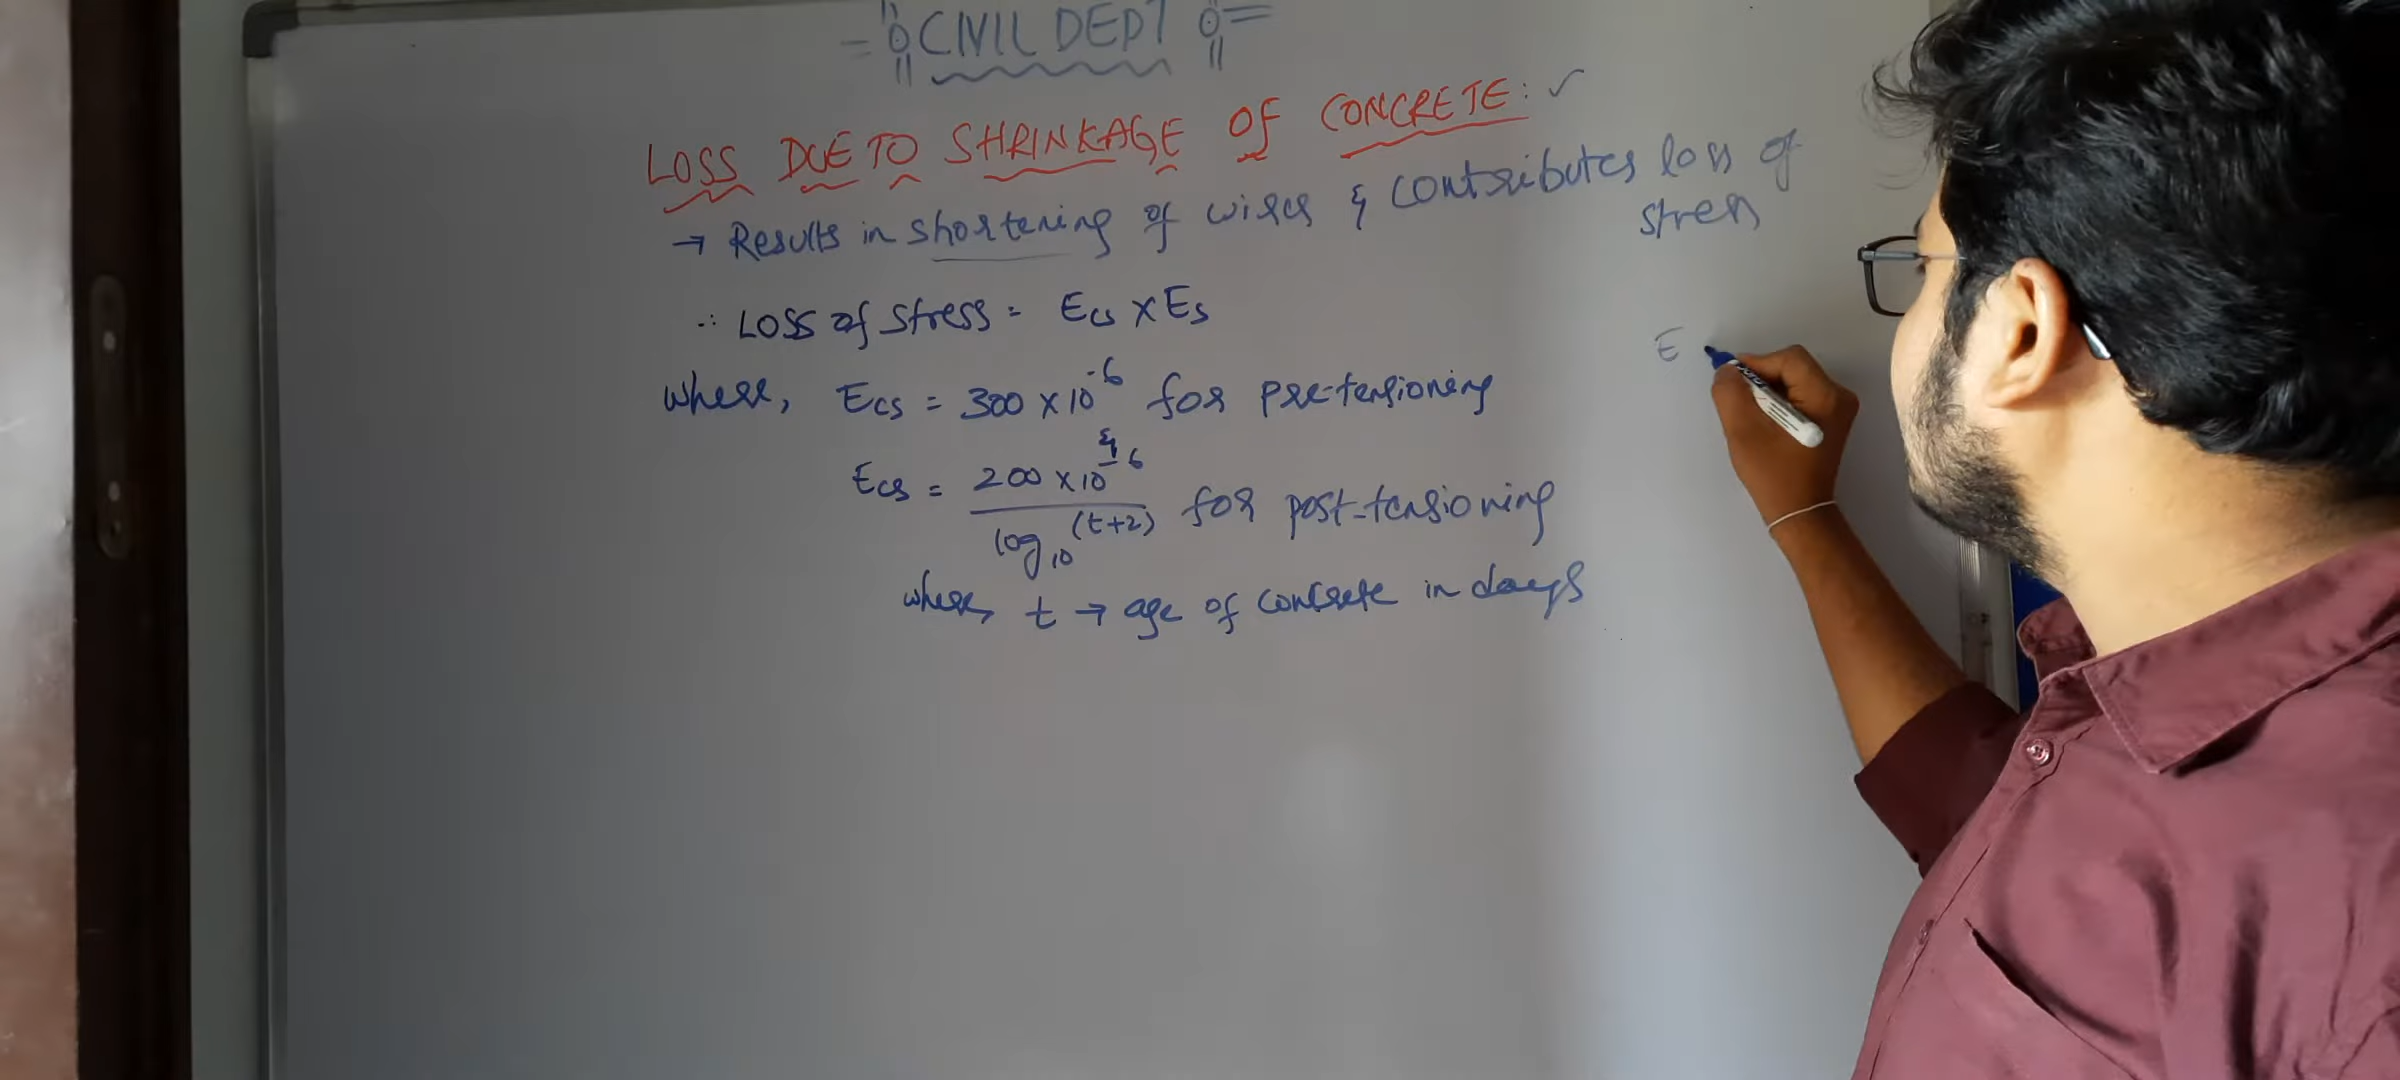 CIVIL DEPT
LOSS DUE TO SHRINKAGE OF CONCRETE: ✓
→ Results in shortening of wires & contributes loss of
stress
∴ Loss of stress = Ecs x Es
where, Ecs = 300 x 10^-6 for pre-tensioning
&
Ecs = 200 x 10^-6 / log10 (t+2) for post-tensioning
where, t → age of concrete in days
E